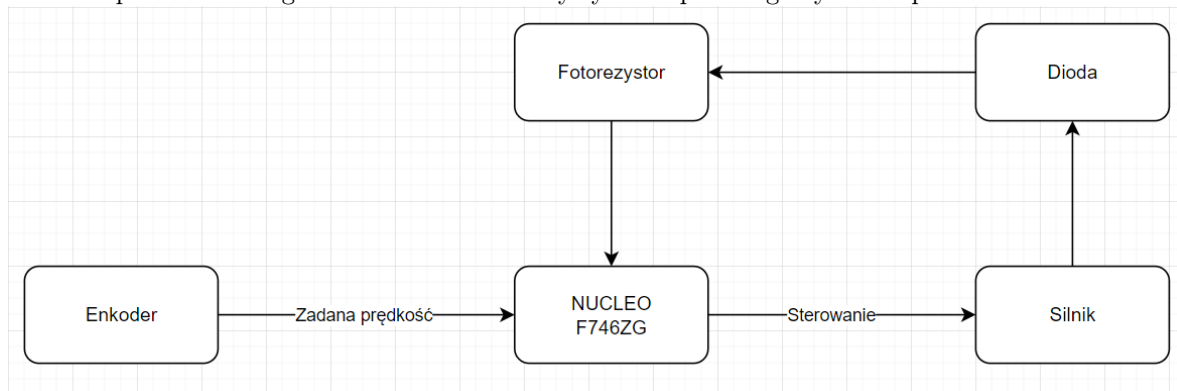 Fotorezystor
Dioda
Enkoder
Zadana prędkość
NUCLEO
F746ZG
Sterowanie
Silnik